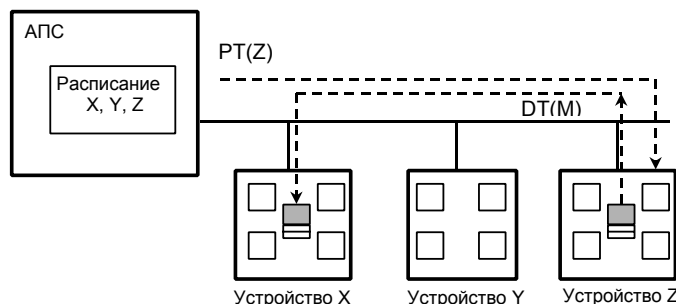 АПС
Расписание
X, Y, Z
PT(Z)
DT(M)
Устройство X
Устройство Y
Устройство Z